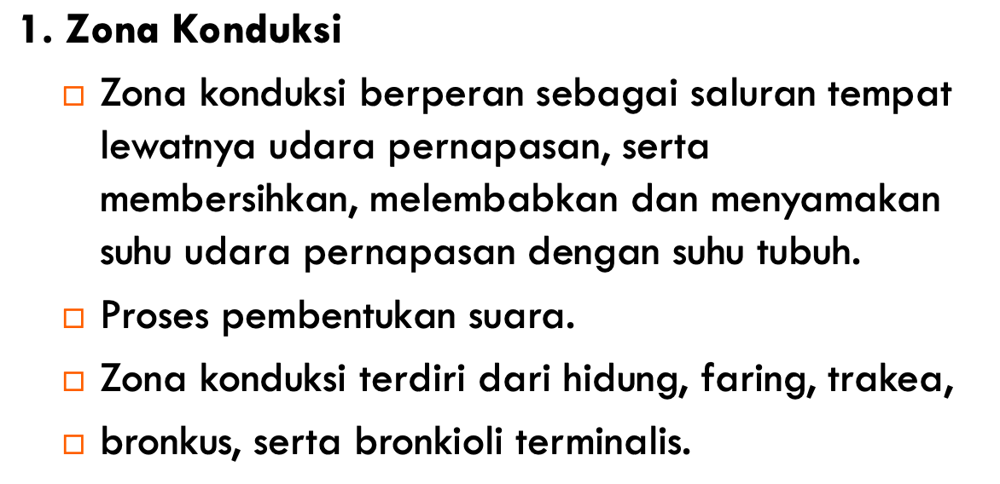 1. Zona Konduksi
□ Zona konduksi berperan sebagai saluran tempat
lewatnya udara pernapasan, serta
membersihkan, melembabkan dan menyamakan
suhu udara pernapasan dengan suhu tubuh.
□ Proses pembentukan suara.
□ Zona konduksi terdiri dari hidung, faring, trakea,
□ bronkus, serta bronkioli terminalis.